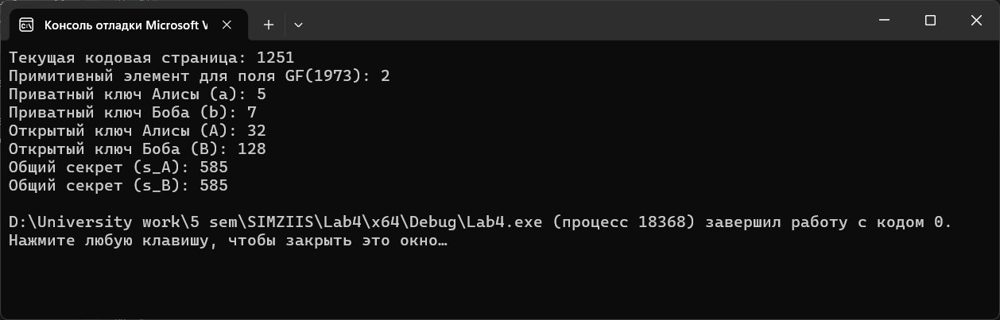 Консоль отладки Microsoft V
Текущая кодовая страница: 1251
Примитивный элемент для поля GF(1973): 2
Приватный ключ Алисы (a): 5
Приватный ключ Боба (b): 7
Открытый ключ Алисы (A): 32
Открытый ключ Боба (B): 128
Общий секрет (s_A): 585
Общий секрет (s_B): 585
D:\University work\5 sem\SIMZIIS\Lab4\x64\Debug\Lab4.exe (процесс 18368) завершил работу с кодом 0.
Нажмите любую клавишу, чтобы закрыть это окно…